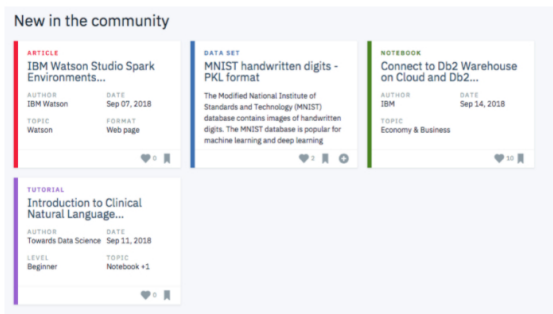 New in the community
ARTICLE
IBM Watson Studio Spark
Environments...
AUTHOR DATE
IBM Watson Sep 07, 2018
TOPIC FORMAT
Watson Web page
0
DATA SET
MNIST handwritten digits -
PKL format
The Modified National Institute of
Standards and Technology (MNIST)
database contains images of handwritten
digits. The MNIST database is popular for
machine learning and deep learning
2
NOTEBOOK
Connect to Db2 Warehouse
on Cloud and Db2...
AUTHOR DATE
IBM Sep 14, 2018
TOPIC
Economy & Business
10
TUTORIAL
Introduction to Clinical
Natural Language...
AUTHOR DATE
Towards Data Science Sep 11, 2018
LEVEL TOPIC
Beginner Notebook +1
0